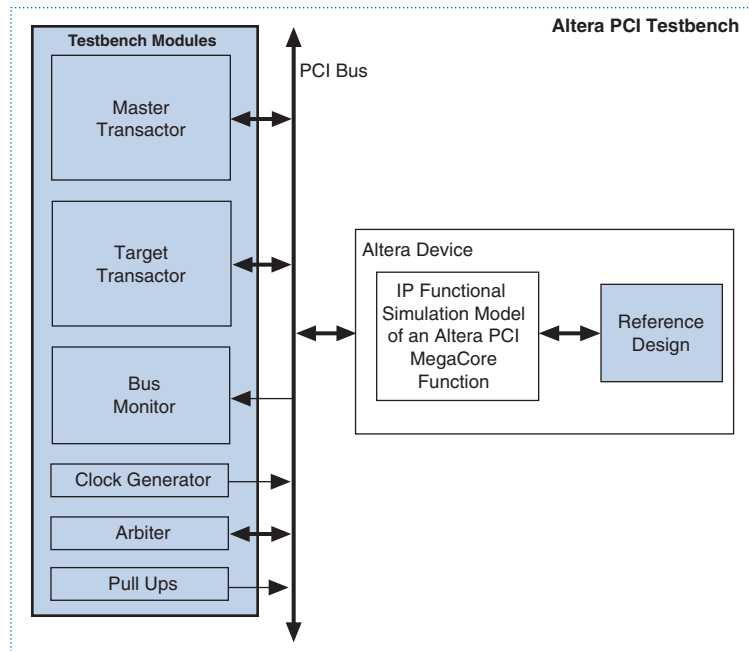 Altera PCI Testbench
Testbench Modules
PCI Bus
Master
Transactor
Target
Transactor
Altera Device
IP Functional
Simulation Model
of an Altera PCI
MegaCore
Function
Reference
Design
Bus
Monitor
Clock Generator
Arbiter
Pull Ups